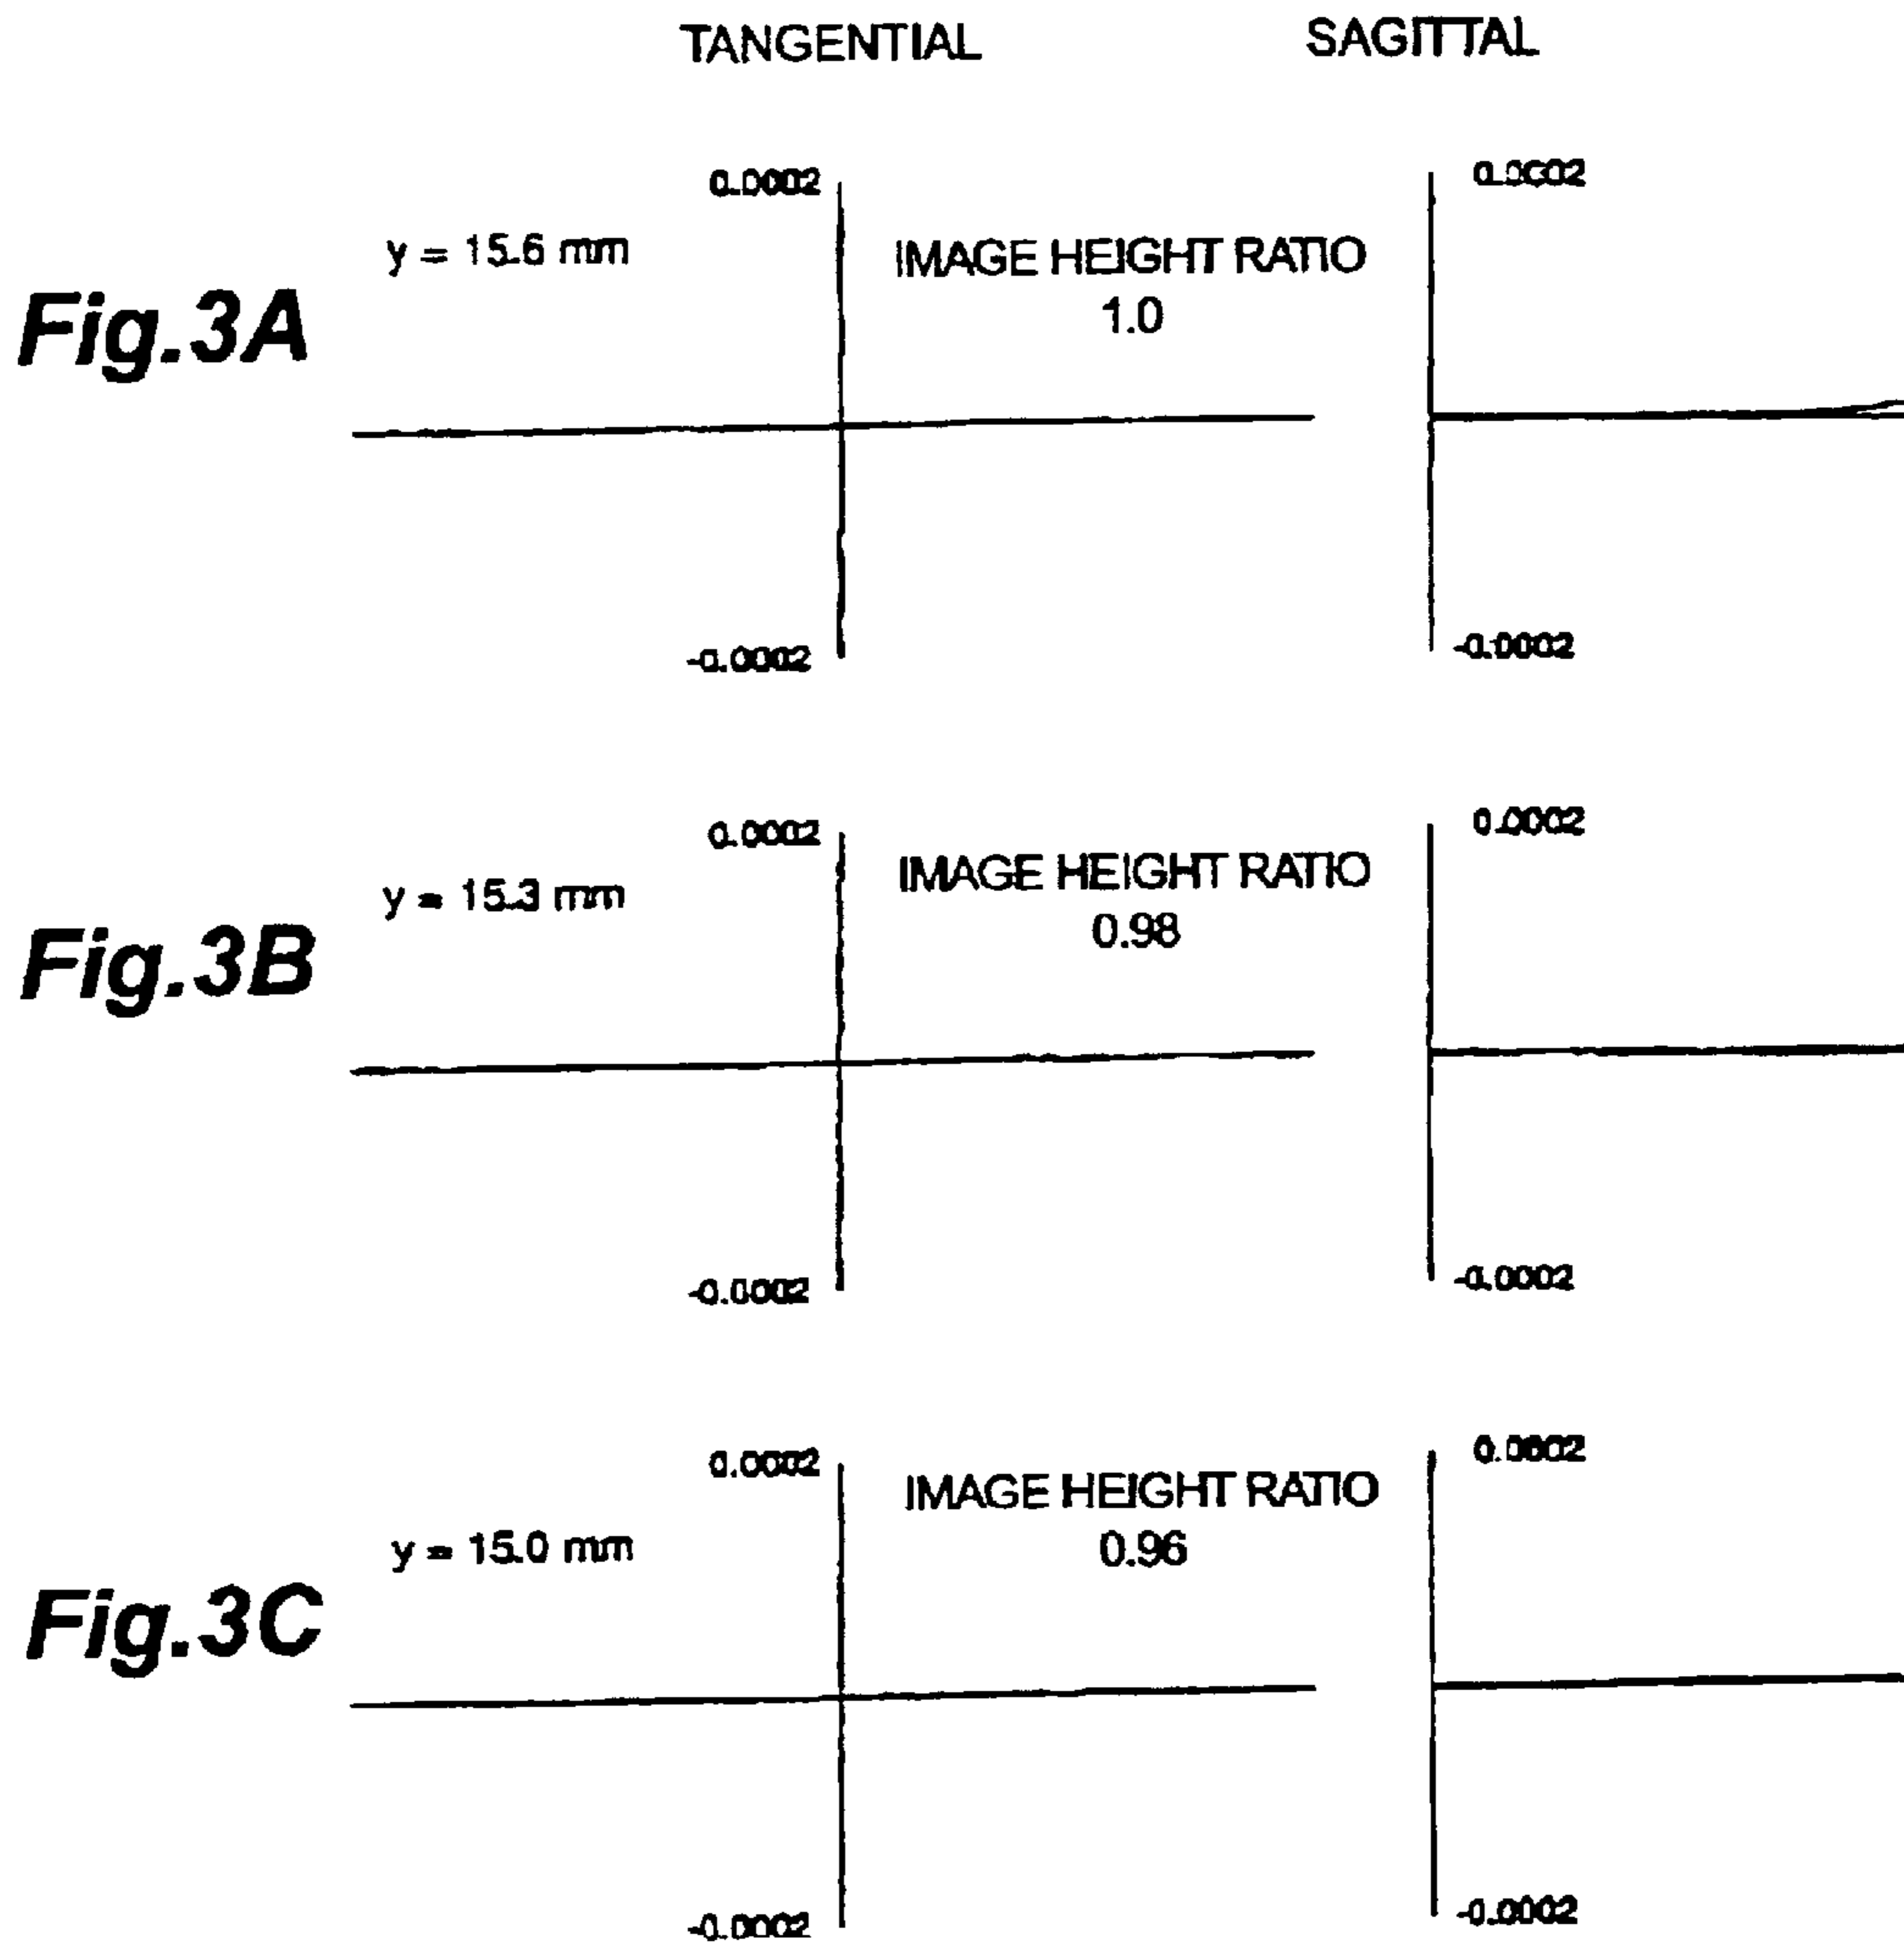 TANGENTIAL SAGITTAL
0.0002 0.0002
y = 15.6 mm IMAGE HEIGHT RATIO
1.0
Fig.3A
-0.0002 -0.0002
0.0002 0.0002
y = 15.3 mm IMAGE HEIGHT RATIO
0.98
Fig.3B
-0.0002 -0.0002
0.0002 0.0002
y = 15.0 mm IMAGE HEIGHT RATIO
0.96
Fig.3C
-0.0002 -0.0002